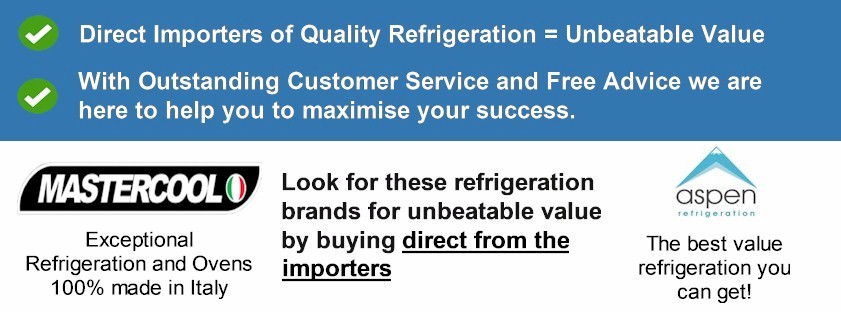 Direct Importers of Quality Refrigeration = Unbeatable Value
With Outstanding Customer Service and Free Advice we are
here to help you to maximise your success.
MASTERCOOL
Exceptional
Refrigeration and Ovens
100% made in Italy
Look for these refrigeration
brands for unbeatable value
by buying direct from the
importers
aspen
refrigeration
The best value
refrigeration you
can get!